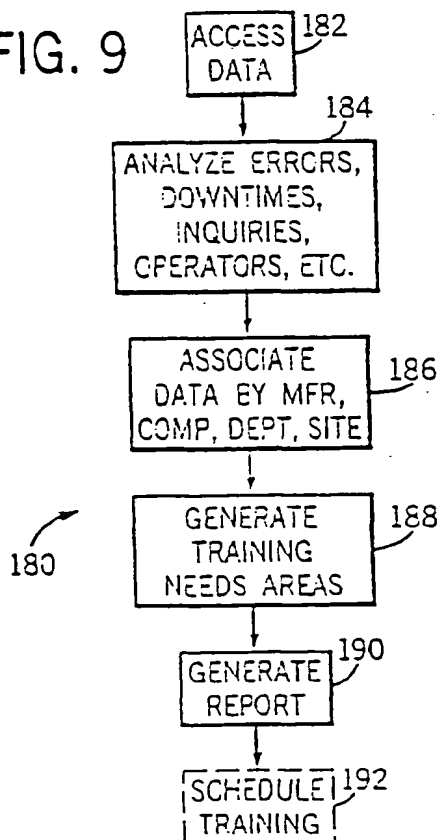 FIG. 9
ACCESS
DATA
182
184
ANALYZE ERRORS,
DOWNTIMES,
INQUIRIES,
OPERATORS, ETC.
ASSOCIATE
DATA BY MFR,
COMP, DEPT, SITE
186
GENERATE
TRAINING
NEEDS AREAS
188
180
GENERATE
REPORT
190
SCHEDULE
TRAINING
192